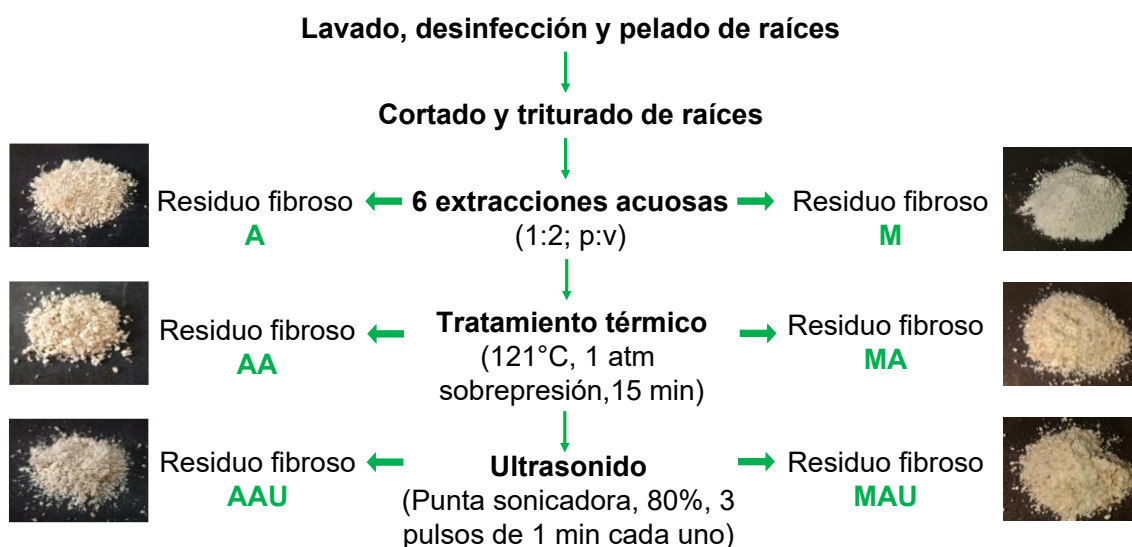 Lavado, desinfección y pelado de raíces
Cortado y triturado de raíces
Residuo fibroso
A
6 extracciones acuosas
(1:2; p:v)
Residuo fibroso
M
Residuo fibroso
AA
Tratamiento térmico
(121°C, 1 atm
sobrepresión,15 min)
Residuo fibroso
MA
Residuo fibroso
AAU
Ultrasonido
(Punta sonicadora, 80%, 3
pulsos de 1 min cada uno)
Residuo fibroso
MAU